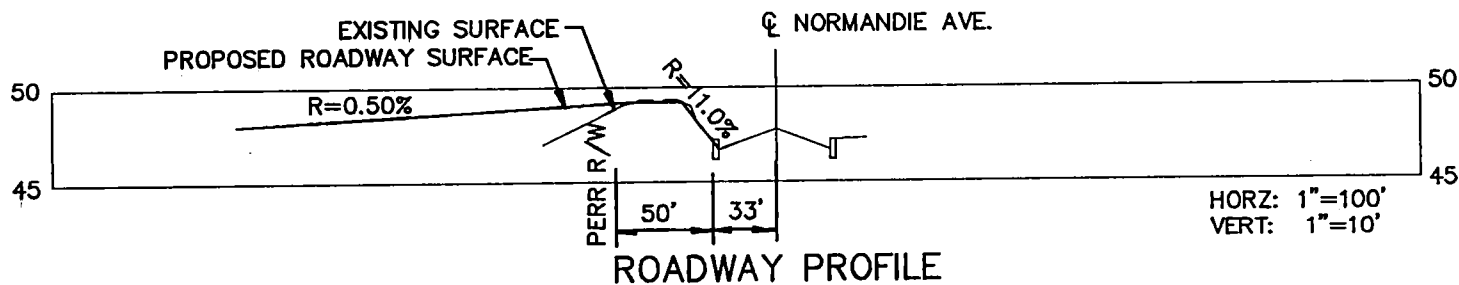 ℄ NORMANDIE AVE.
EXISTING SURFACE
PROPOSED ROADWAY SURFACE
R=11.0%
50
50
R=0.50%
45
45
PERR R/W
50'
33'
HORZ: 1"=100'
VERT: 1"=10'
ROADWAY PROFILE